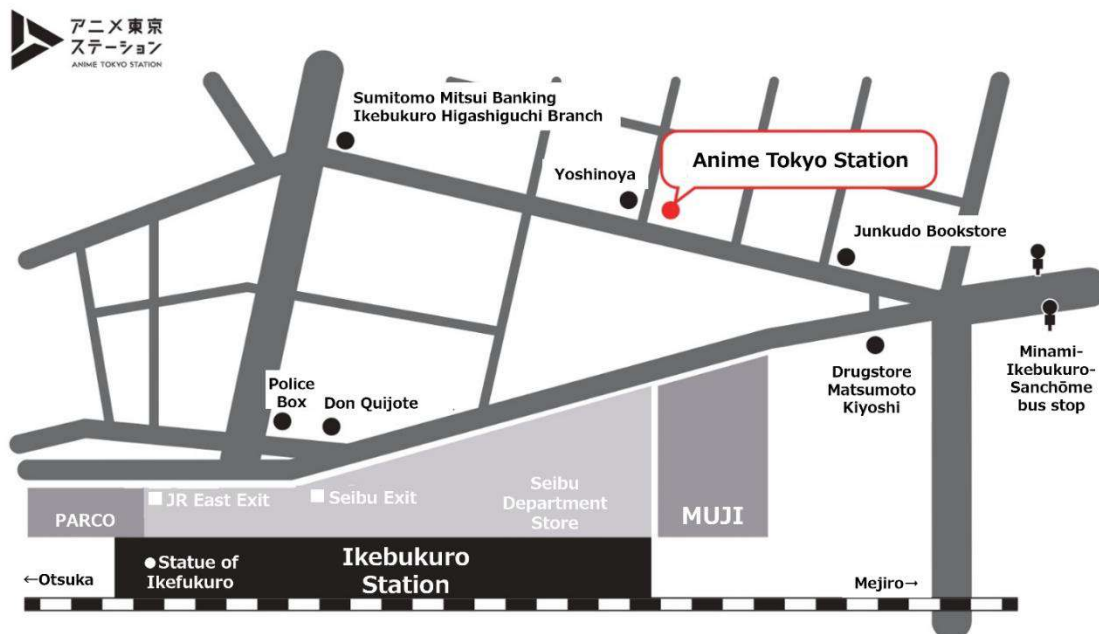 アニメ東京
ステーション
ANIME TOKYO STATION
Sumitomo Mitsui Banking
Ikebukuro Higashiguchi Branch
Anime Tokyo Station
Yoshinoya
Junkudo Bookstore
Police
Box
Don Quijote
Drugstore
Matsumoto
Kiyoshi
Minami-
Ikebukuro-
Sanchōme
bus stop
JR East Exit
Seibu Exit
Seibu
Department
Store
PARCO
MUJI
Statue of
Ikefukuro
Ikebukuro
Station
←Otsuka
Mejiro→